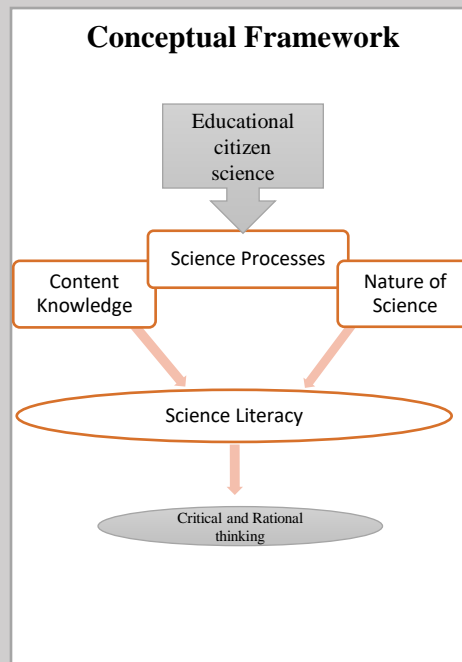 Conceptual Framework
Educational
citizen
science
Science Processes
Content
Knowledge
Nature of
Science
Science Literacy
Critical and Rational
thinking